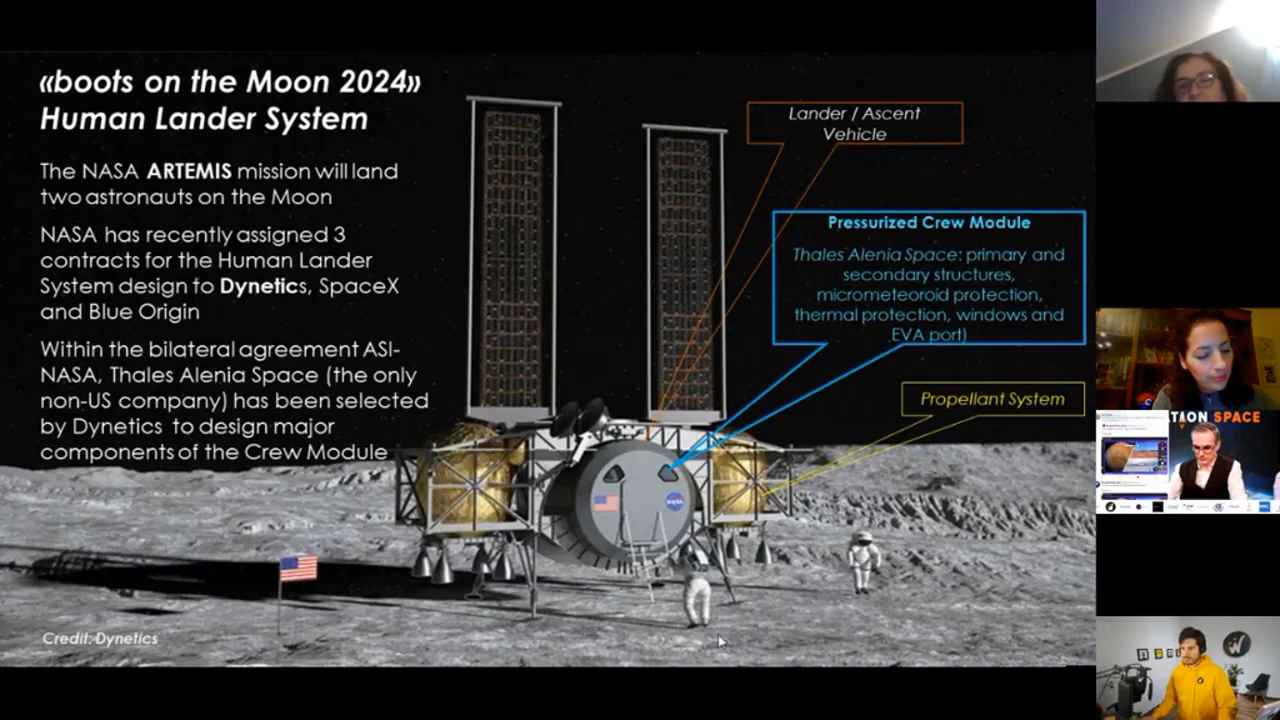 «boots on the Moon 2024»
Human Lander System
The NASA ARTEMIS mission will land
two astronauts on the Moon
NASA has recently assigned 3
contracts for the Human Lander
System design to Dynetics, SpaceX
and Blue Origin
Within the bilateral agreement ASI-
NASA, Thales Alenia Space (the only
non-US company) has been selected
by Dynetics to design major
components of the Crew Module
Credit: Dynetics
Lander / Ascent
Vehicle
Pressurized Crew Module
Thales Alenia Space: primary and
secondary structures,
micrometeoroid protection,
thermal protection, windows and
EVA port)
Propellant System
NASA
SPACE